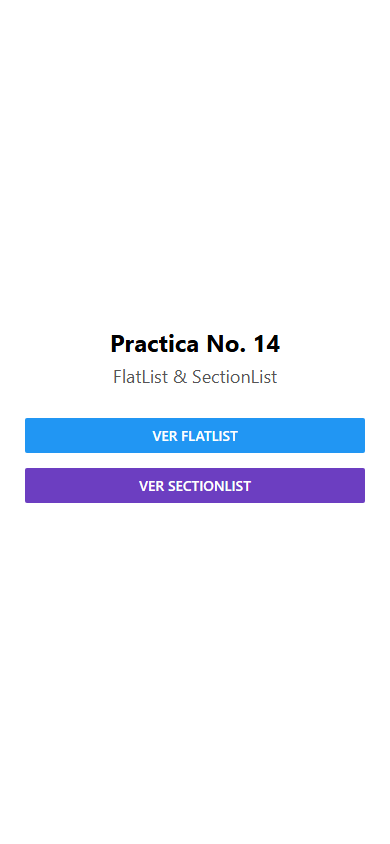 Practica No. 14
FlatList & SectionList
VER FLATLIST
VER SECTIONLIST